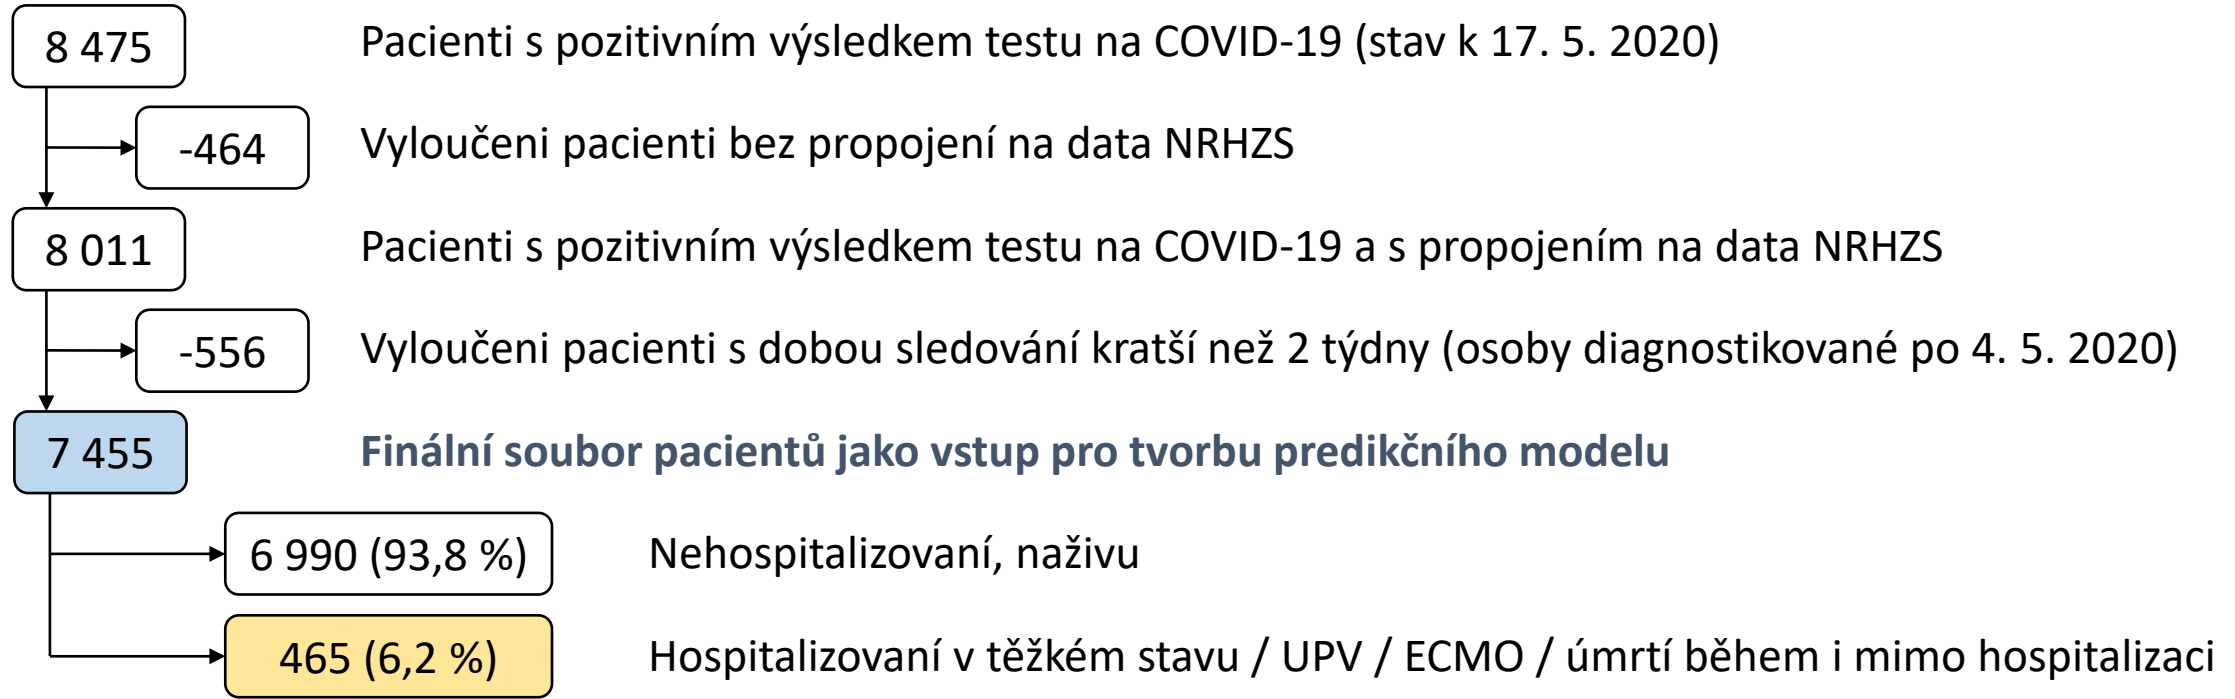 8 475 Pacienti s pozitivním výsledkem testu na COVID-19 (stav k 17. 5. 2020)
-464 Vyloučeni pacienti bez propojení na data NRHZS
8 011 Pacienti s pozitivním výsledkem testu na COVID-19 a s propojením na data NRHZS
-556 Vyloučeni pacienti s dobou sledování kratší než 2 týdny (osoby diagnostikované po 4. 5. 2020)
7 455 Finální soubor pacientů jako vstup pro tvorbu predikčního modelu
6 990 (93,8 %) Nehospitalizovaní, naživu
465 (6,2 %) Hospitalizovaní v těžkém stavu / UPV / ECMO / úmrtí během i mimo hospitalizaci